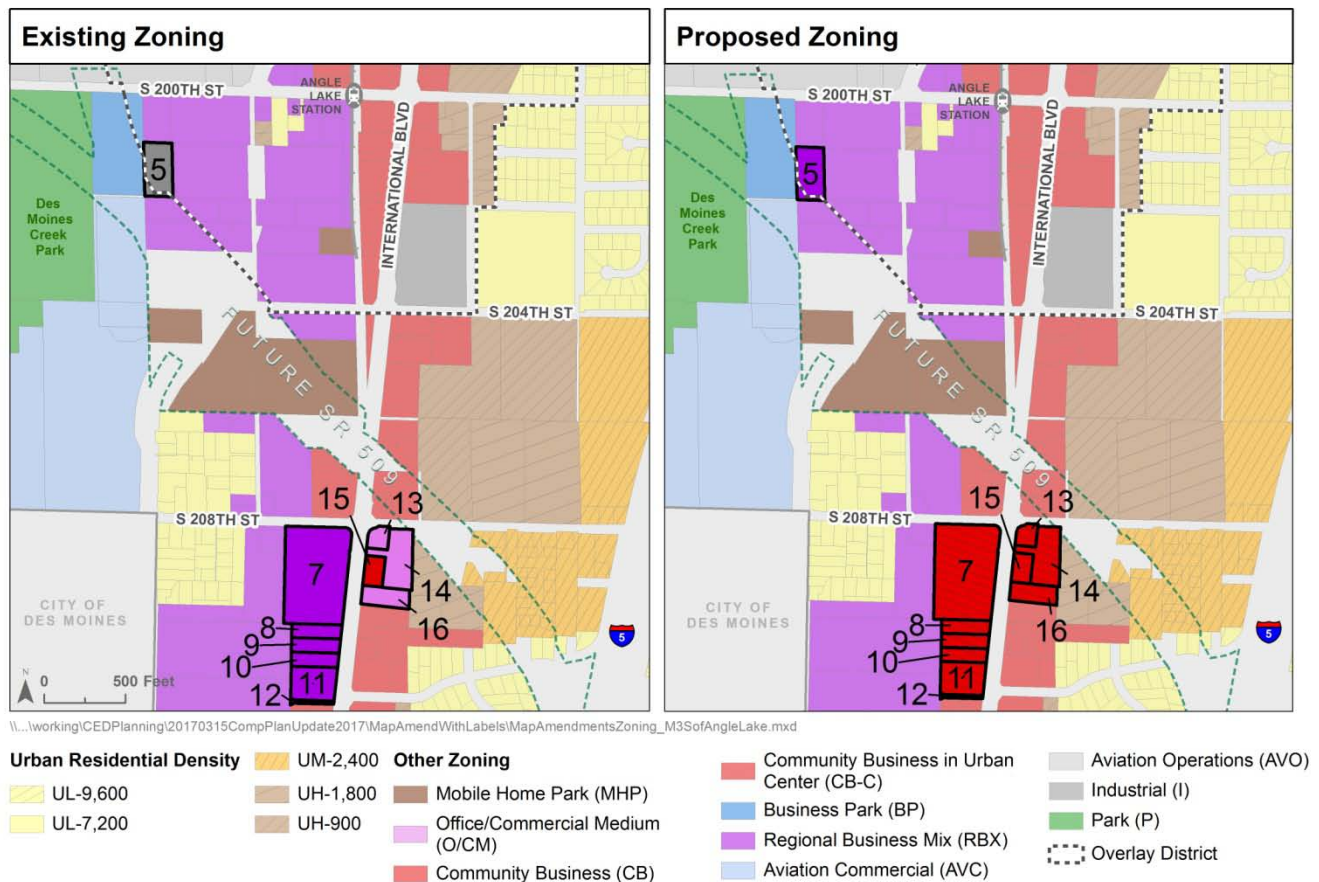 Existing Zoning
S 200TH ST
ANGLE
LAKE
STATION
INTERNATIONAL BLVD
5
Des
Moines
Creek
Park
S 204TH ST
FUTURE SR 509
15
13
S 208TH ST
7
14
16
8
9
10
11
12
CITY OF
DES MOINES
5
N
0 500 Feet
Proposed Zoning
S 200TH ST
ANGLE
LAKE
STATION
INTERNATIONAL BLVD
5
Des
Moines
Creek
Park
S 204TH ST
FUTURE SR 509
15
13
S 208TH ST
7
14
16
8
9
10
11
12
CITY OF
DES MOINES
5
\\...\working\CEDPlanning\20170315CompPlanUpdate2017\MapAmendWithLabels\MapAmendmentsZoning_M3SofAngleLake.mxd
Urban Residential Density
UL-9,600
UL-7,200
UM-2,400
UH-1,800
UH-900
Other Zoning
Mobile Home Park (MHP)
Office/Commercial Medium
(O/CM)
Community Business (CB)
Community Business in Urban
Center (CB-C)
Business Park (BP)
Regional Business Mix (RBX)
Aviation Commercial (AVC)
Aviation Operations (AVO)
Industrial (I)
Park (P)
Overlay District